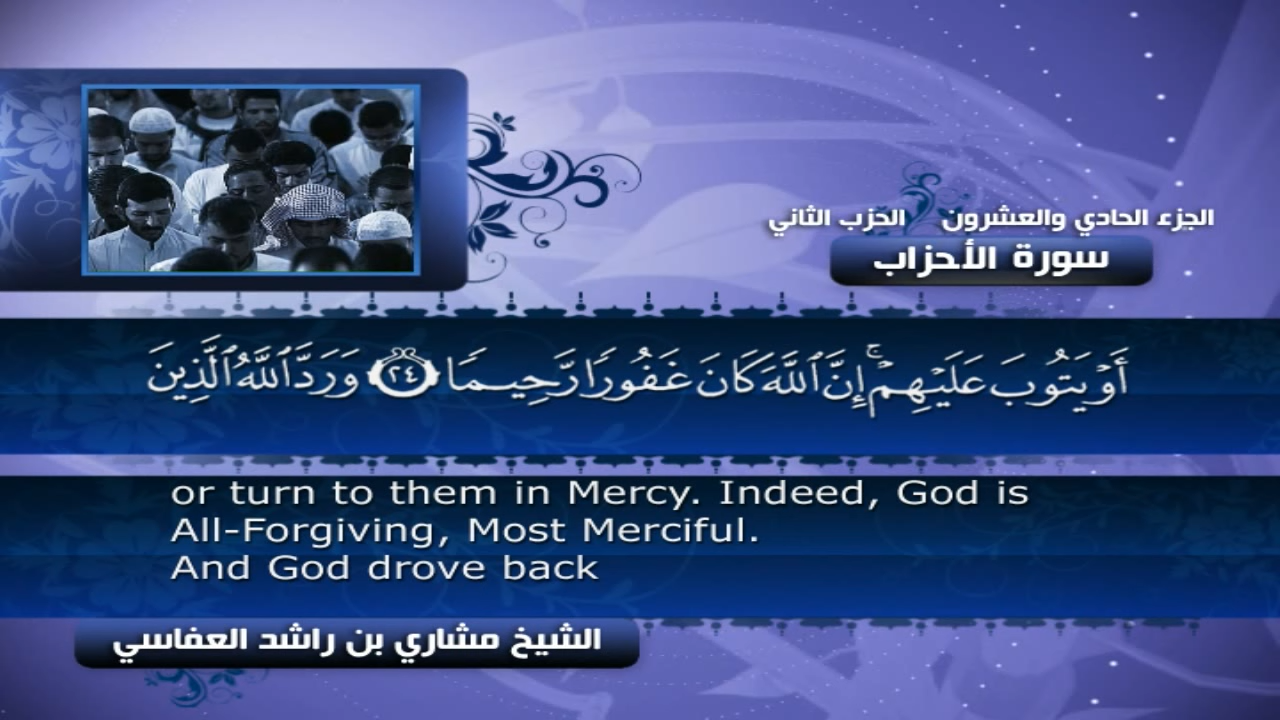 الجزء الحادي والعشرون الحزب الثاني
سورة الأحزاب
أَوْ يَتُوبَ عَلَيْهِمْ ۚ إِنَّ ٱللَّهَ كَانَ غَفُورًا رَّحِيمًا ٢٤ وَرَدَّ ٱللَّهُ ٱلَّذِينَ
or turn to them in Mercy. Indeed, God is
All-Forgiving, Most Merciful.
And God drove back
الشيخ مشاري بن راشد العفاسي